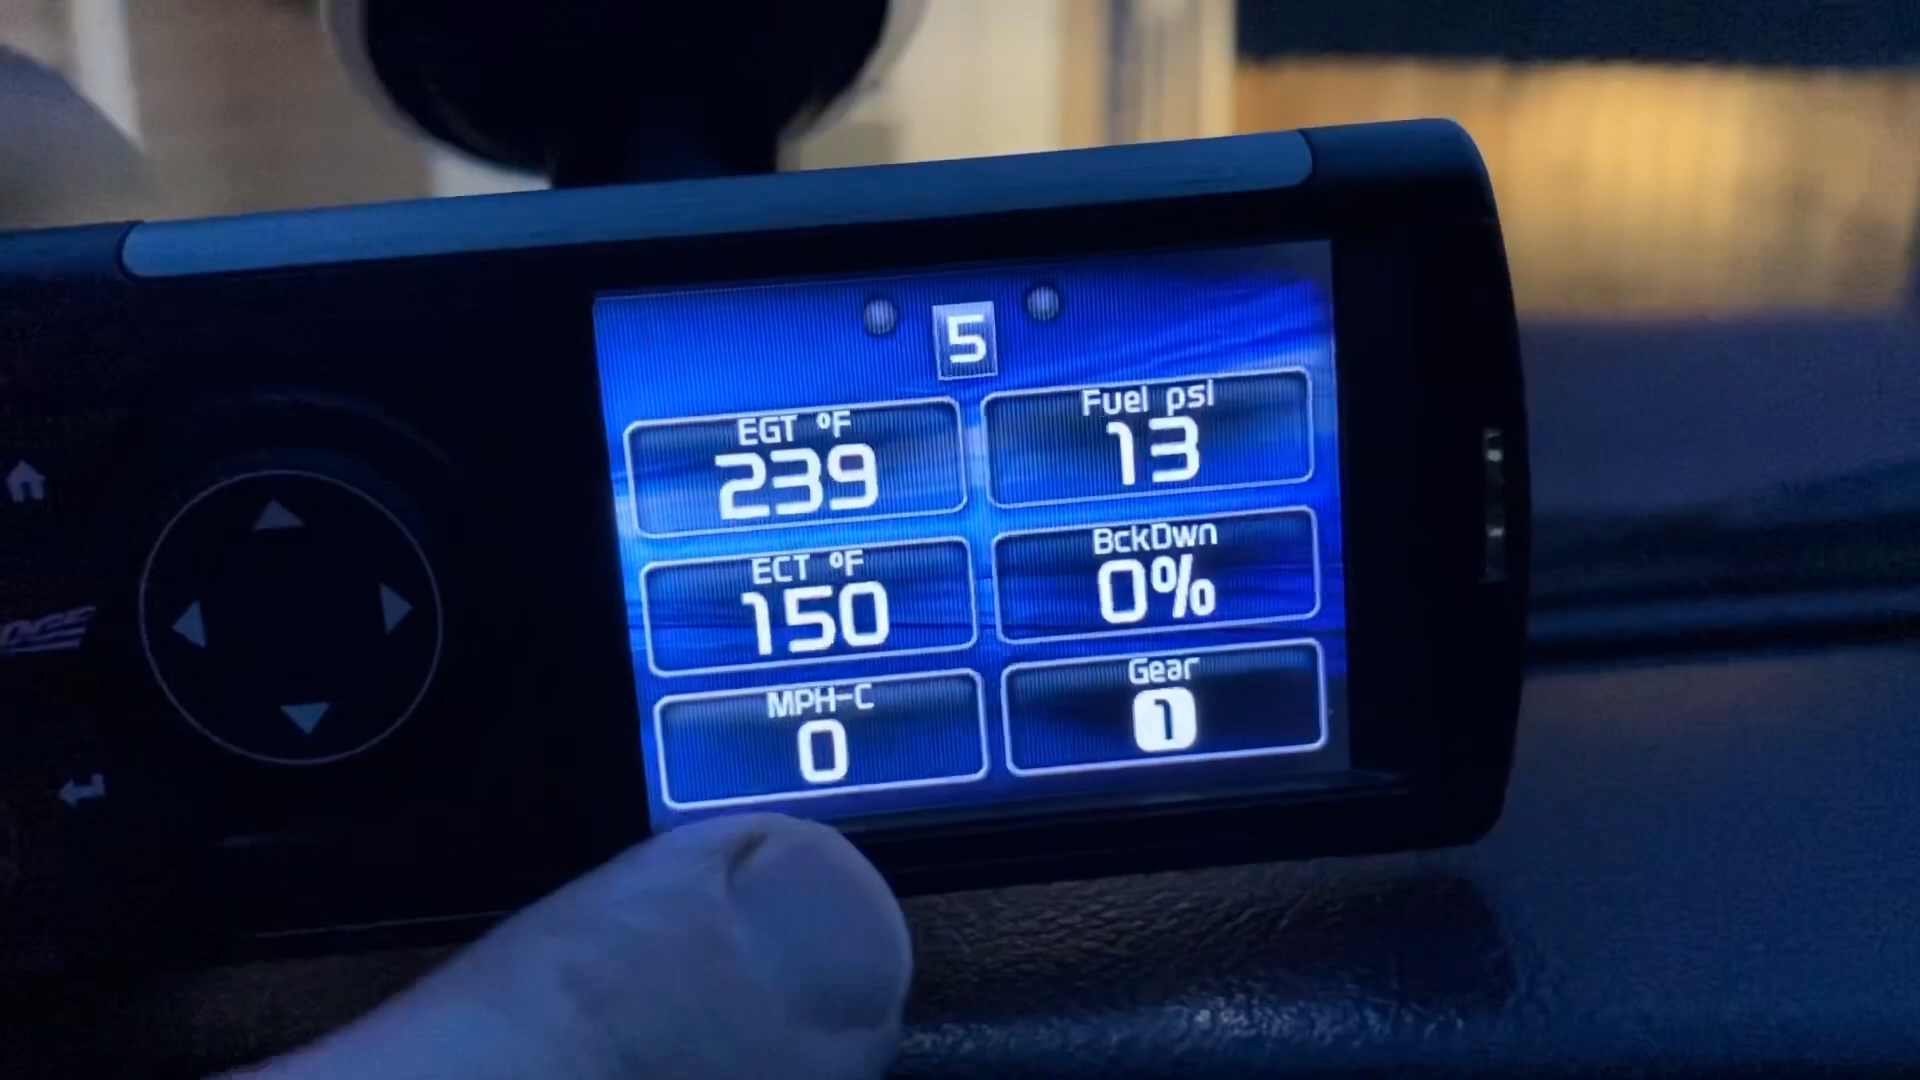 5
EGT °F
239
Fuel psI
13
ECT °F
150
BckDwn
0%
MPH-C
0
Gear
1